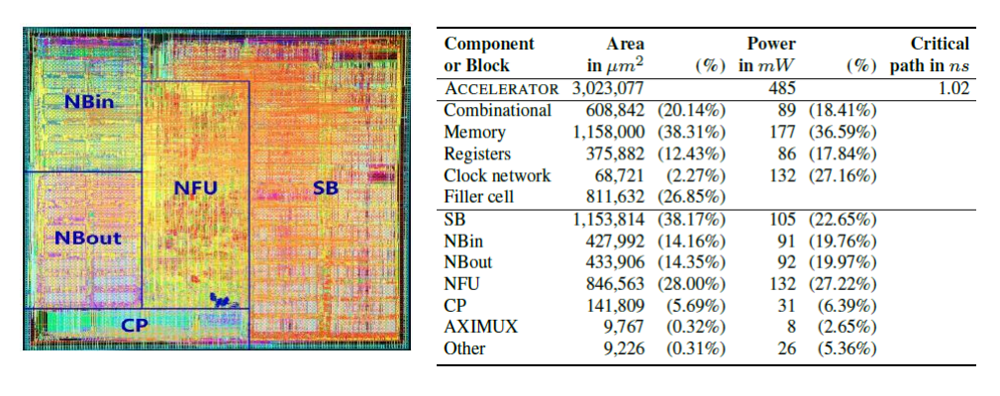 NBin
NFU
SB
NBout
CP
Component Area Power Critical
or Block in μm² (%) in mW (%) path in ns
ACCELERATOR 3,023,077 485 1.02
Combinational 608,842 (20.14%) 89 (18.41%)
Memory 1,158,000 (38.31%) 177 (36.59%)
Registers 375,882 (12.43%) 86 (17.84%)
Clock network 68,721 (2.27%) 132 (27.16%)
Filler cell 811,632 (26.85%)
SB 1,153,814 (38.17%) 105 (22.65%)
NBin 427,992 (14.16%) 91 (19.76%)
NBout 433,906 (14.35%) 92 (19.97%)
NFU 846,563 (28.00%) 132 (27.22%)
CP 141,809 (5.69%) 31 (6.39%)
AXIMUX 9,767 (0.32%) 8 (2.65%)
Other 9,226 (0.31%) 26 (5.36%)